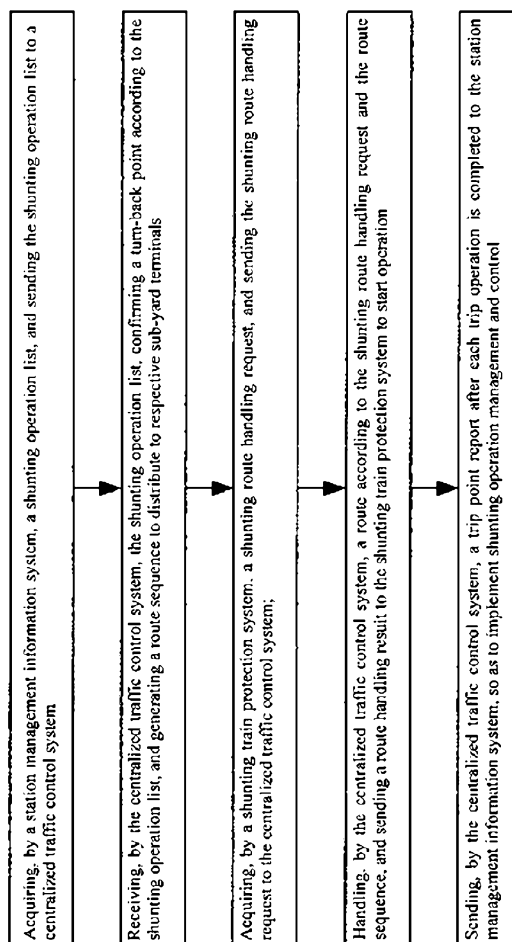 Acquiring, by a station management information system, a shunting operation list, and sending the shunting operation list to a
centralized traffic control system
Receiving, by the centralized traffic control system, the shunting operation list, confirming a turn-back point according to the
shunting operation list, and generating a route sequence to distribute to respective sub-yard terminals
Acquiring, by a shunting train protection system, a shunting route handling request, and sending the shunting route handling
request to the centralized traffic control system;
Handling, by the centralized traffic control system, a route according to the shunting route handling request and the route
sequence, and sending a route handling result to the shunting train protection system to start operation
Sending, by the centralized traffic control system, a trip point report after each trip operation is completed to the station
management information system, so as to implement shunting operation management and control